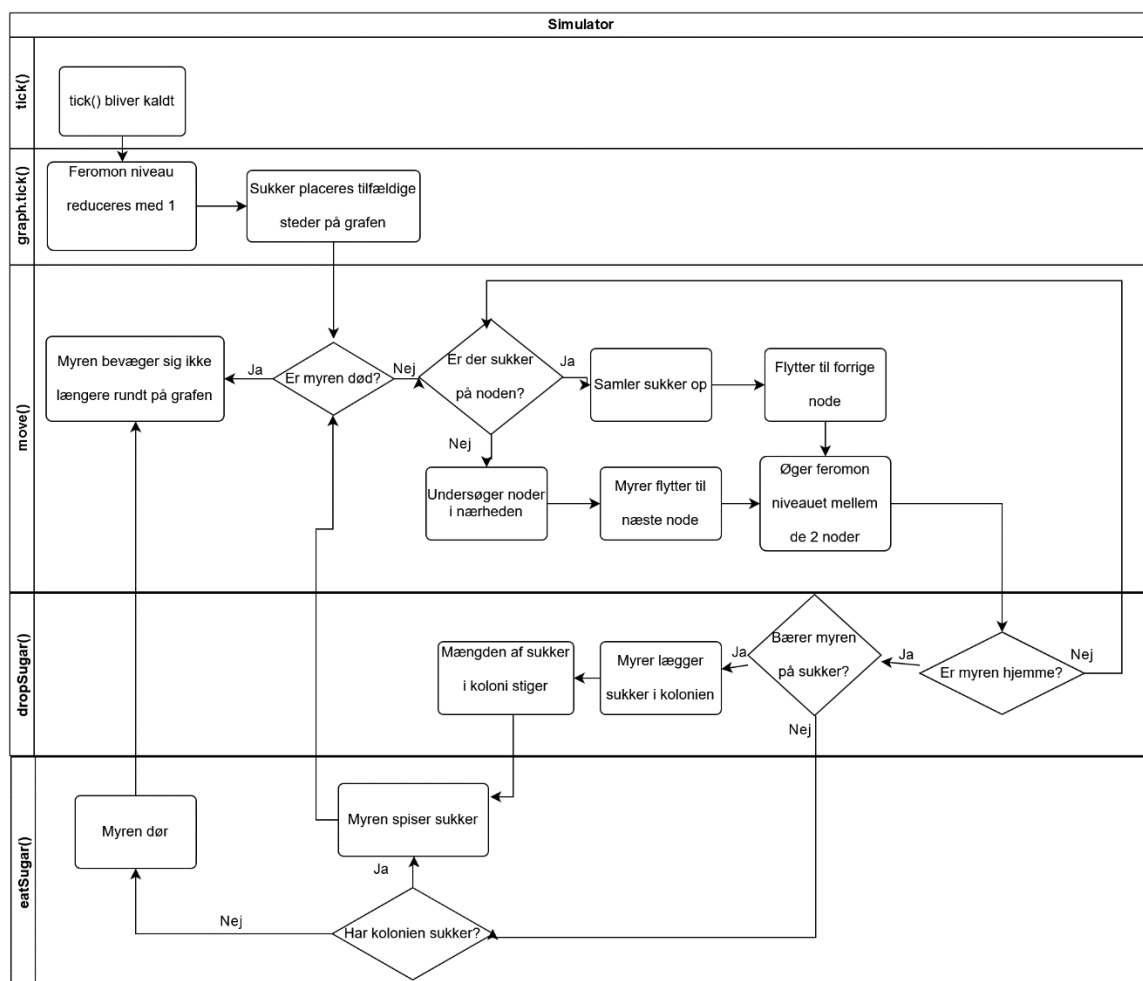 Simulator
tick()
tick() bliver kaldt
graph.tick()
Feromon niveau
reduceres med 1
Sukker placeres tilfældige
steder på grafen
move()
Myren bevæger sig ikke
længere rundt på grafen
Ja
Er myren død?
Nej
Er der sukker
på noden?
Ja
Samler sukker op
Flytter til forrige
node
Nej
Undersøger noder
i nærheden
Myrer flytter til
næste node
Øger feromon
niveauet mellem
de 2 noder
dropSugar()
Mængden af sukker
i koloni stiger
Myrer lægger
sukker i kolonien
Ja
Bærer myren
på sukker?
Ja
Er myren hjemme?
Nej
Nej
eatSugar()
Myren dør
Myren spiser sukker
Ja
Nej
Har kolonien sukker?